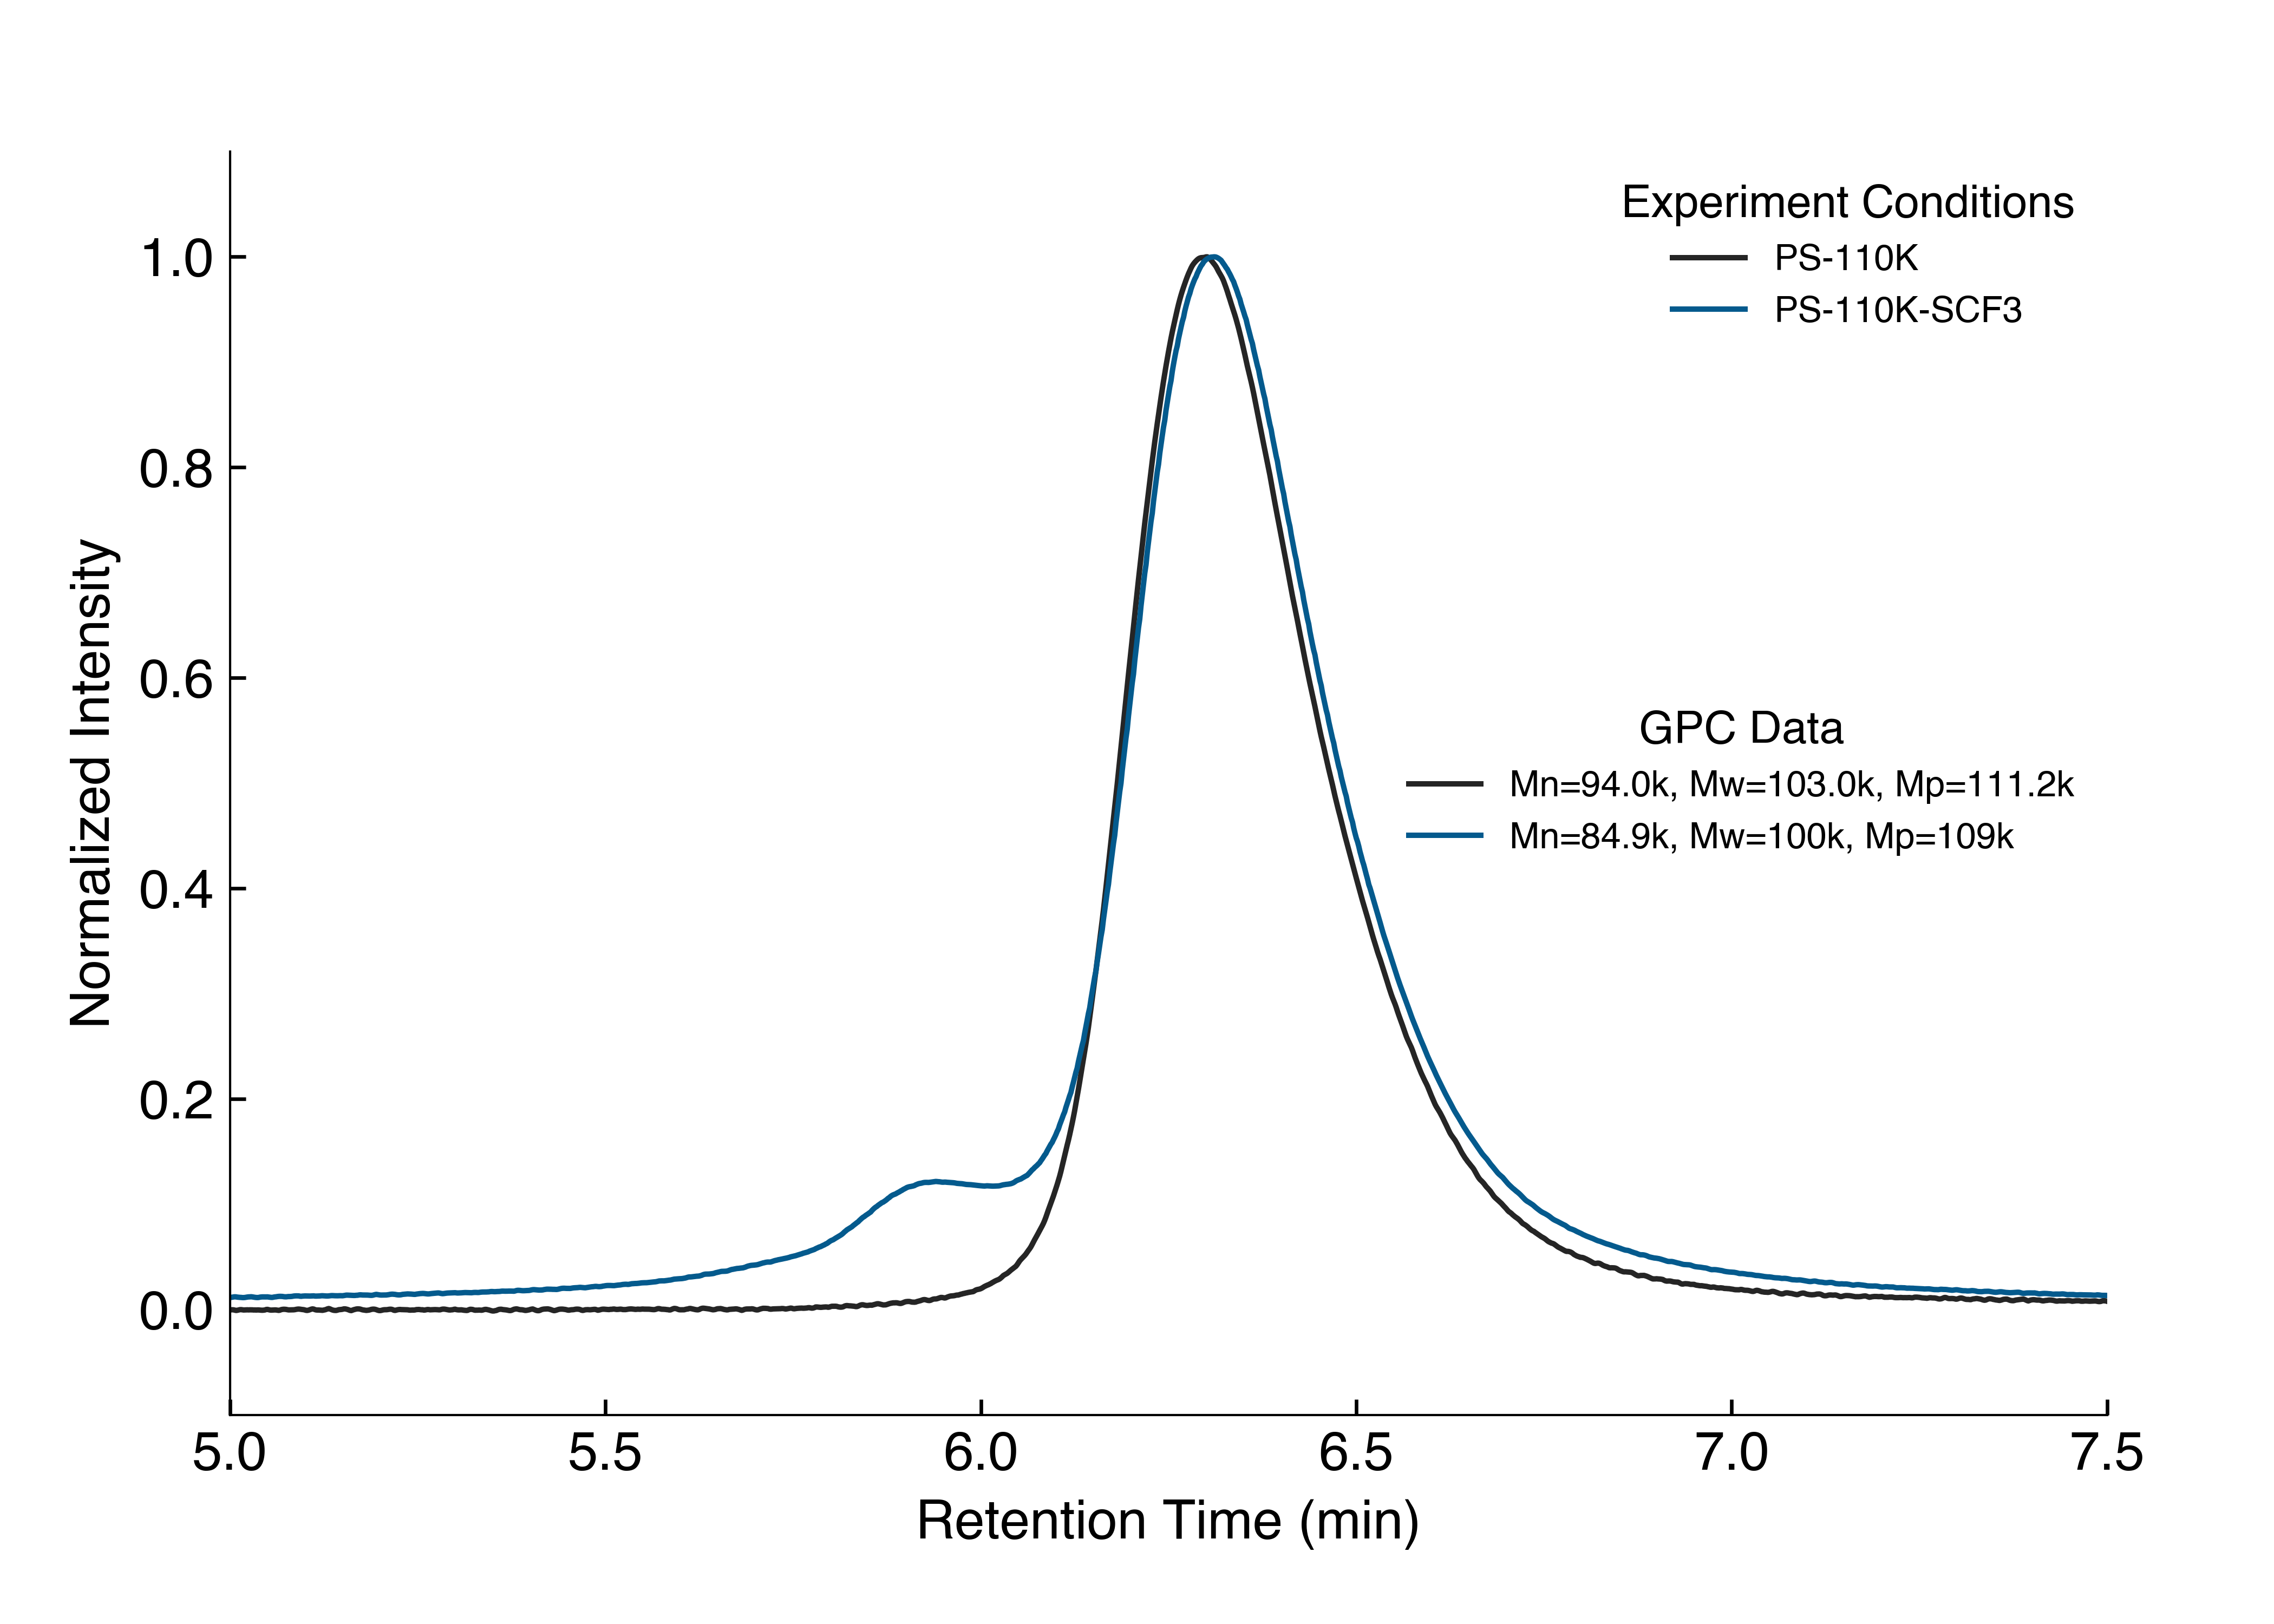 Experiment Conditions
PS-110K
PS-110K-SCF3
1.0
0.8
0.6
0.4
0.2
0.0
Normalized Intensity
GPC Data
Mn=94.0k, Mw=103.0k, Mp=111.2k
Mn=84.9k, Mw=100k, Mp=109k
5.0 5.5 6.0 6.5 7.0 7.5
Retention Time (min)